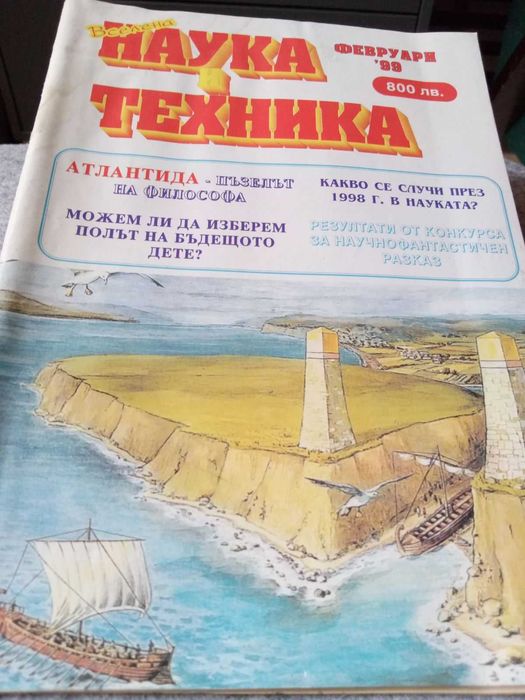 Вселена
НАУКА
И
ТЕХНИКА
ФЕВРУАРИ
'99
800 лв.
АТЛАНТИДА - ПЪЗЕЛЪТ
НА ФИЛОСОФА
МОЖЕМ ЛИ ДА ИЗБЕРЕМ
ПОЛЪТ НА БЪДЕЩОТО
ДЕТЕ?
КАКВО СЕ СЛУЧИ ПРЕЗ
1998 Г. В НАУКАТА?
РЕЗУЛТАТИ ОТ КОНКУРСА
ЗА НАУЧНОФАНТАСТИЧЕН
РАЗКАЗ